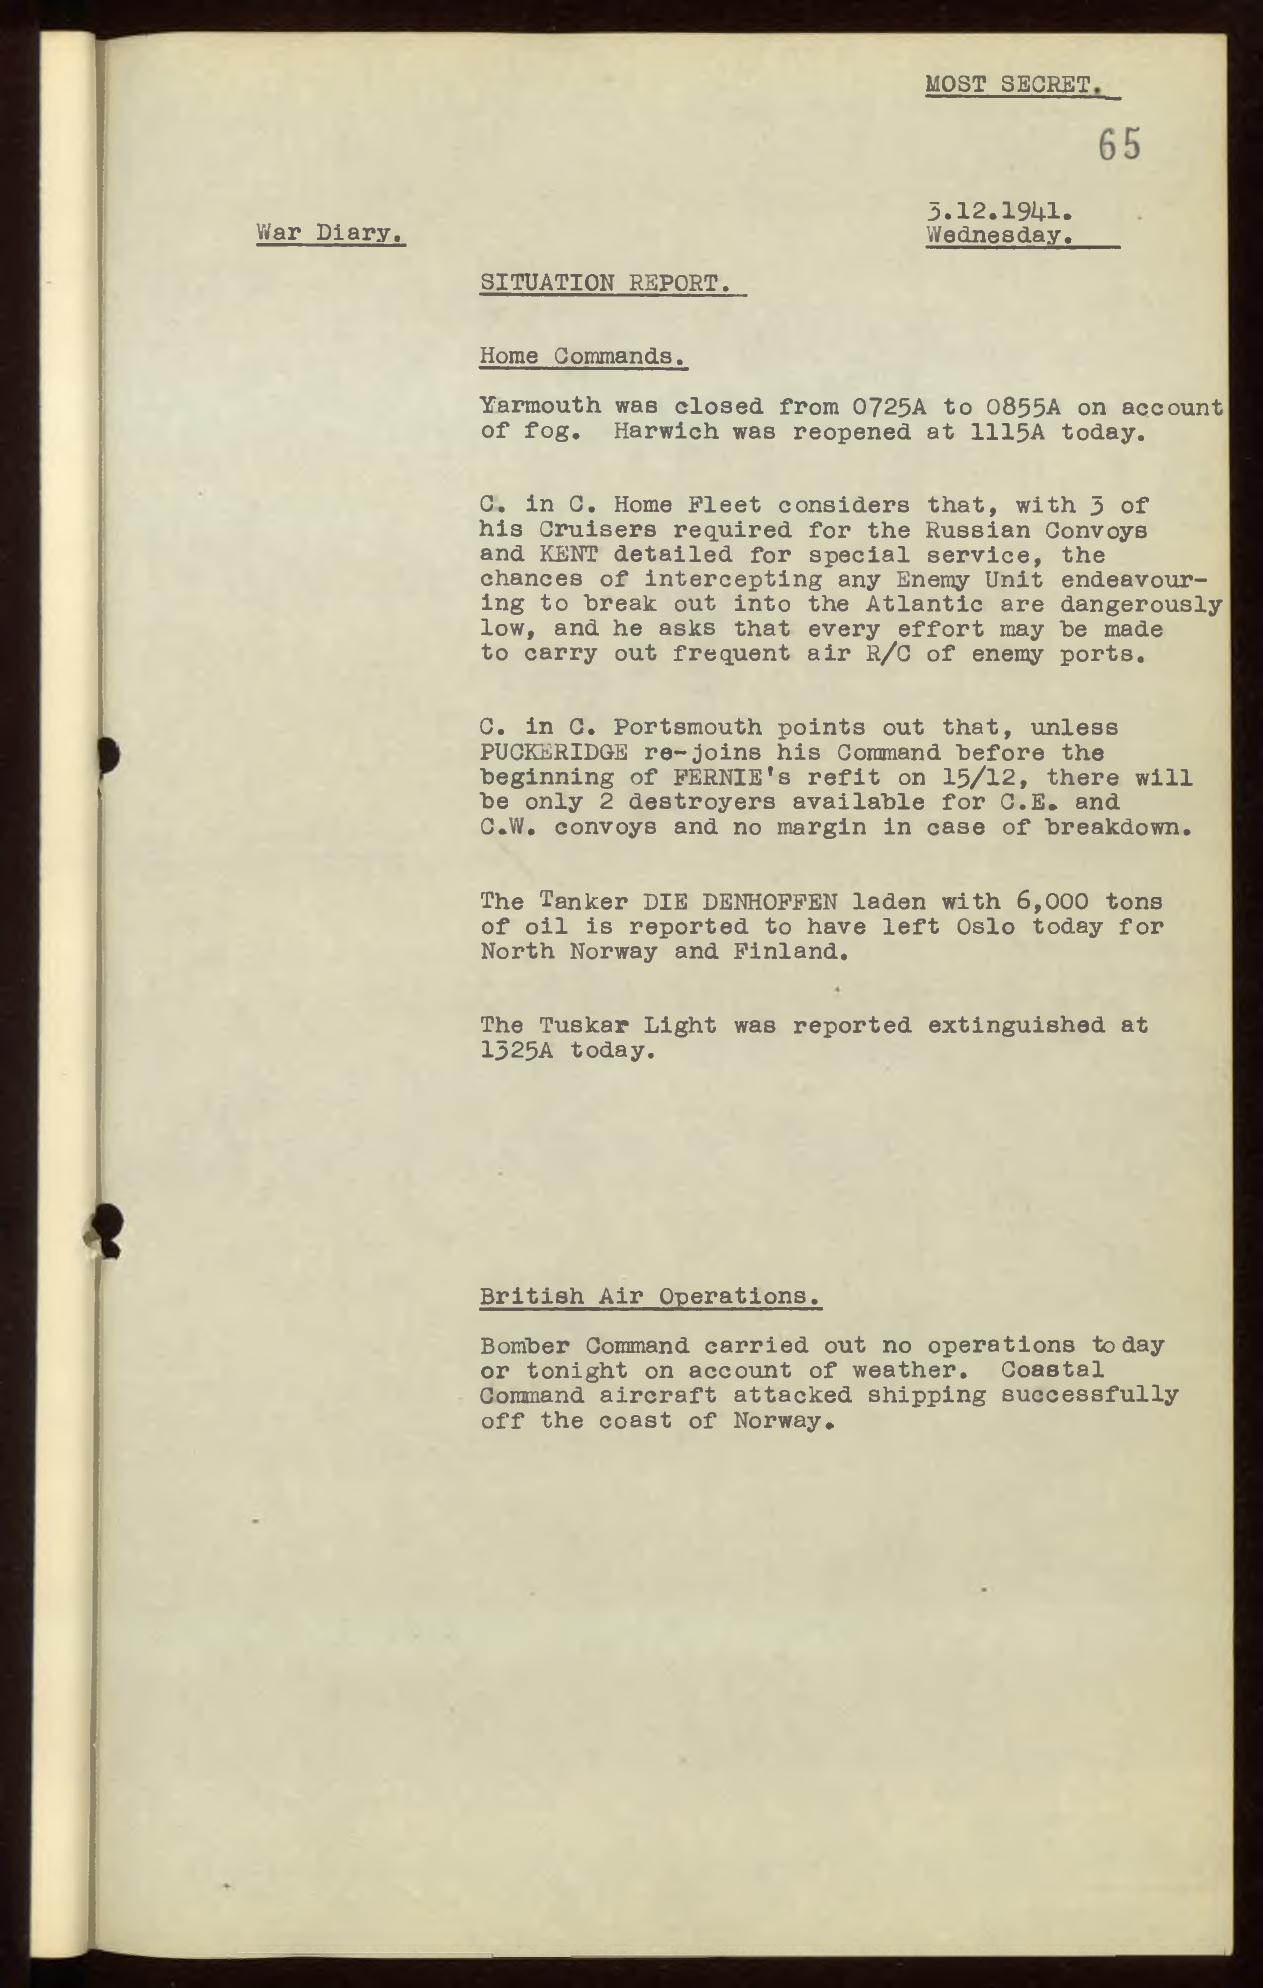 MOST SECRET.
65
3.12.1941.
War Diary.
Wednesday.
SITUATION REPORT.
Home Commands.
Yarmouth was closed from 0725A to 0855A on account
of fog. Harwich was reopened at 1115A today.
C. in C. Home Fleet considers that, with 3 of
his Cruisers required for the Russian Convoys
and KENT detailed for special service, the
chances of intercepting any Enemy Unit endeavour-
ing to break out into the Atlantic are dangerously
low, and he asks that every effort may be made
to carry out frequent air R/C of enemy ports.
C. in C. Portsmouth points out that, unless
PUCKERIDGE re-joins his Command before the
beginning of FERNIE's refit on 15/12, there will
be only 2 destroyers available for C.E. and
C.W. convoys and no margin in case of breakdown.
The Tanker DIE DENHOFFEN laden with 6,000 tons
of oil is reported to have left Oslo today for
North Norway and Finland.
The Tuskar Light was reported extinguished at
1325A today.
British Air Operations.
Bomber Command carried out no operations today
or tonight on account of weather. Coastal
Command aircraft attacked shipping successfully
off the coast of Norway.